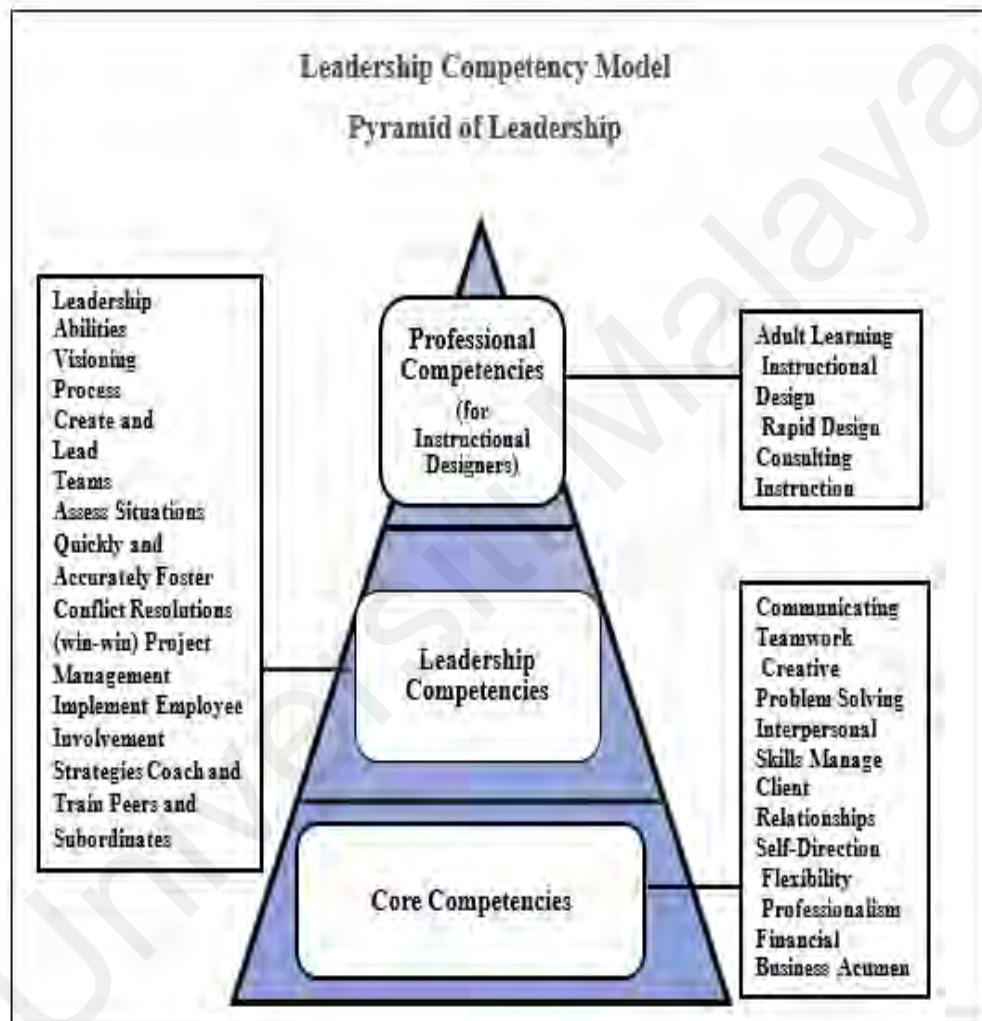 Leadership Competency Model
Pyramid of Leadership
Leadership
Abilities
Visioning
Process
Create and
Lead
Teams
Assess Situations
Quickly and
Accurately Foster
Conflict Resolutions
(win-win) Project
Management
Implement Employee
Involvement
Strategies Coach and
Train Peers and
Subordinates
Professional
Competencies
(for
Instructional
Designers)
Adult Learning
Instructional
Design
Rapid Design
Consulting
Instruction
Leadership
Competencies
Communicating
Teamwork
Creative
Problem Solving
Interpersonal
Skills Manage
Client
Relationships
Self-Direction
Flexibility
Professionalism
Financial
Business Acumen
Core Competencies
University Malaya